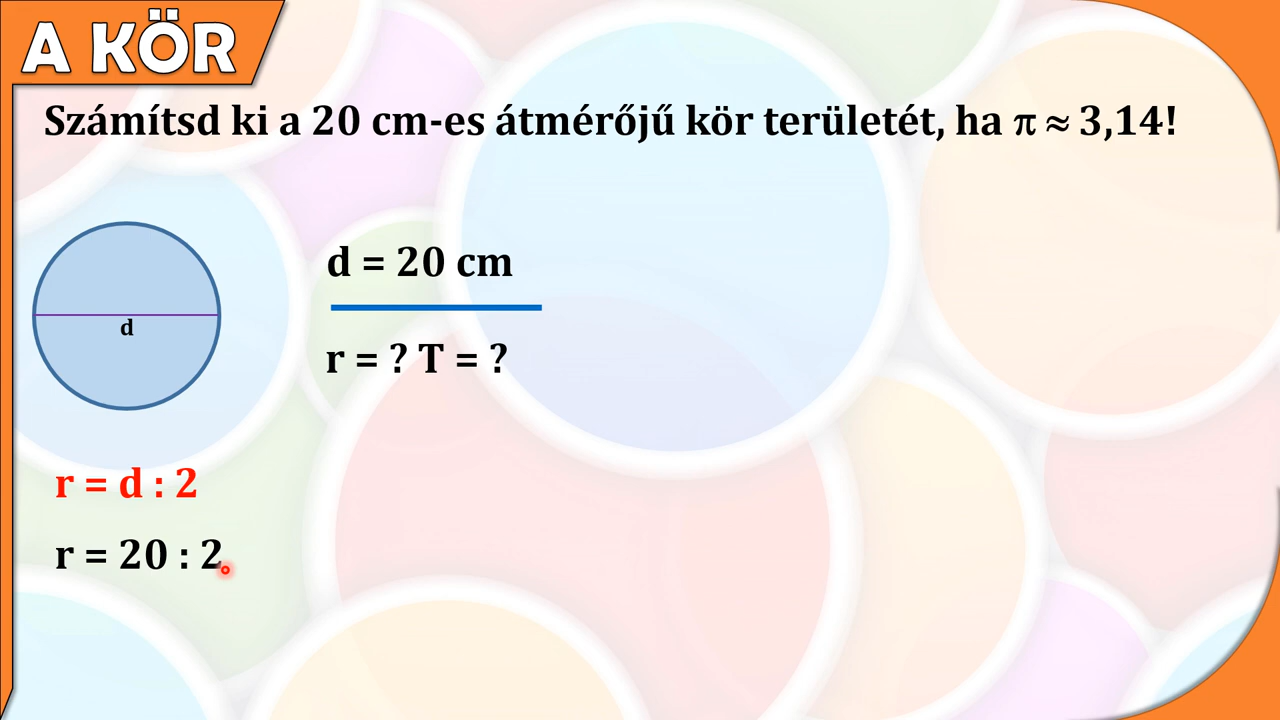 A KÖR
Számítsd ki a 20 cm-es átmérőjű kör területét, ha π ≈ 3,14!
d
d = 20 cm
r = ? T = ?
r = d : 2
r = 20 : 2